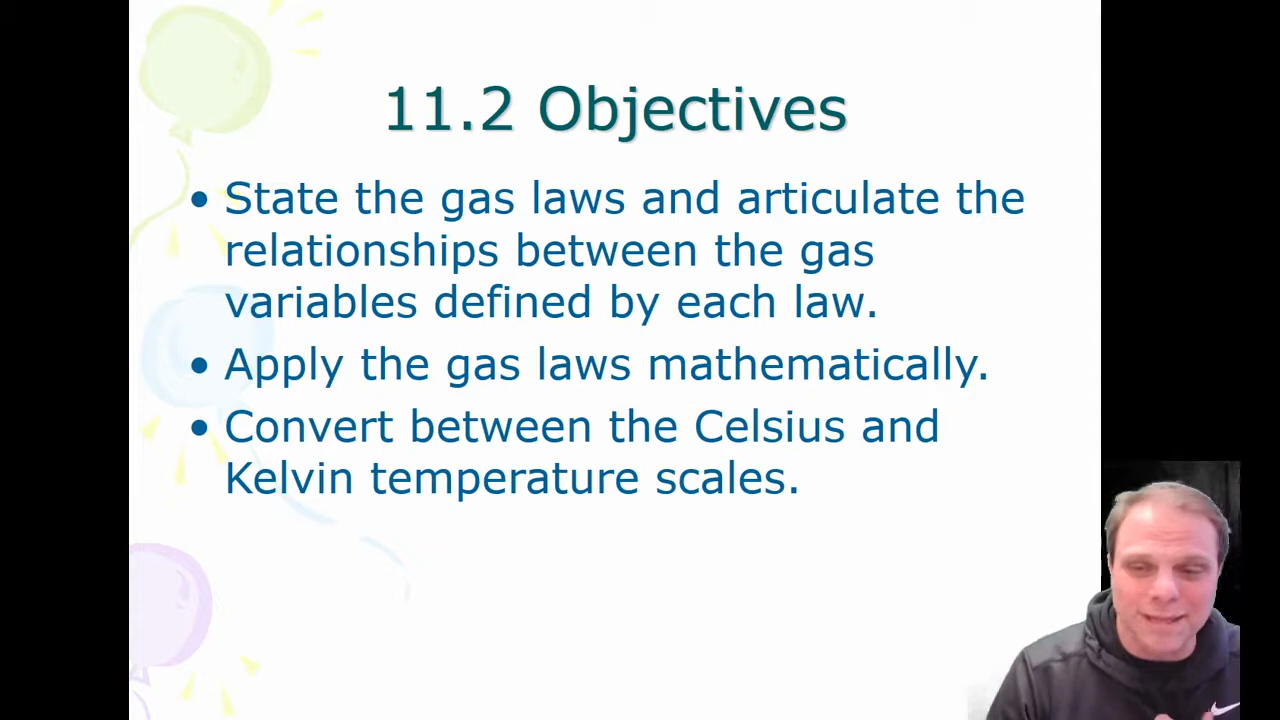 11.2 Objectives
• State the gas laws and articulate the
relationships between the gas
variables defined by each law.
• Apply the gas laws mathematically.
• Convert between the Celsius and
Kelvin temperature scales.